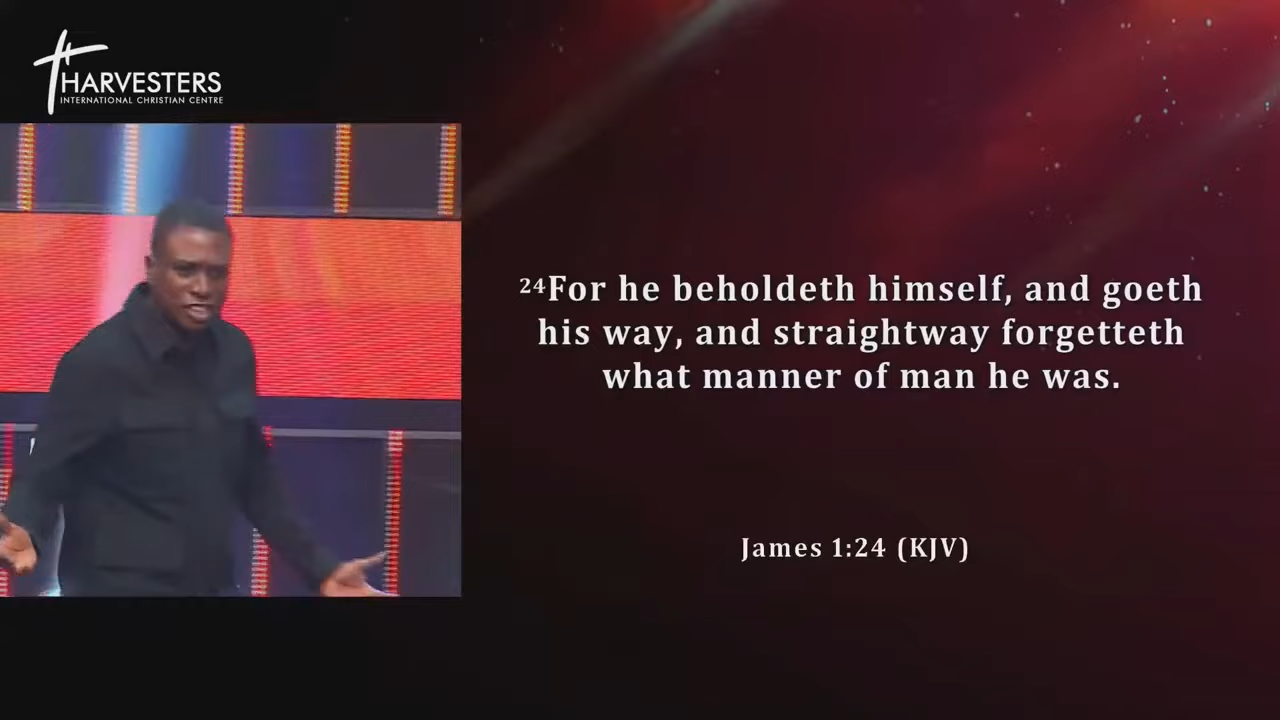 HARVESTERS
INTERNATIONAL CHRISTIAN CENTRE
²⁴For he beholdeth himself, and goeth
his way, and straightway forgetteth
what manner of man he was.
James 1:24 (KJV)